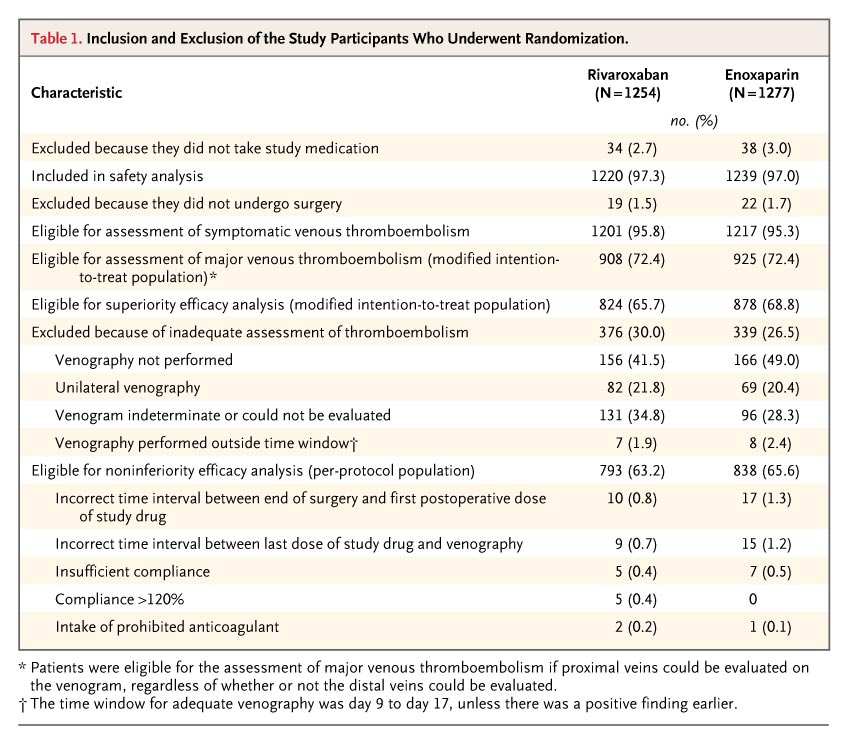 Table 1. Inclusion and Exclusion of the Study Participants Who Underwent Randomization.
Characteristic Rivaroxaban (N=1254) Enoxaparin (N=1277)
no. (%)
Excluded because they did not take study medication 34 (2.7) 38 (3.0)
Included in safety analysis 1220 (97.3) 1239 (97.0)
Excluded because they did not undergo surgery 19 (1.5) 22 (1.7)
Eligible for assessment of symptomatic venous thromboembolism 1201 (95.8) 1217 (95.3)
Eligible for assessment of major venous thromboembolism (modified intention- 908 (72.4) 925 (72.4)
to-treat population)*
Eligible for superiority efficacy analysis (modified intention-to-treat population) 824 (65.7) 878 (68.8)
Excluded because of inadequate assessment of thromboembolism 376 (30.0) 339 (26.5)
Venography not performed 156 (41.5) 166 (49.0)
Unilateral venography 82 (21.8) 69 (20.4)
Venogram indeterminate or could not be evaluated 131 (34.8) 96 (28.3)
Venography performed outside time window† 7 (1.9) 8 (2.4)
Eligible for noninferiority efficacy analysis (per-protocol population) 793 (63.2) 838 (65.6)
Incorrect time interval between end of surgery and first postoperative dose 10 (0.8) 17 (1.3)
of study drug
Incorrect time interval between last dose of study drug and venography 9 (0.7) 15 (1.2)
Insufficient compliance 5 (0.4) 7 (0.5)
Compliance >120% 5 (0.4) 0
Intake of prohibited anticoagulant 2 (0.2) 1 (0.1)
* Patients were eligible for the assessment of major venous thromboembolism if proximal veins could be evaluated on
the venogram, regardless of whether or not the distal veins could be evaluated.
† The time window for adequate venography was day 9 to day 17, unless there was a positive finding earlier.